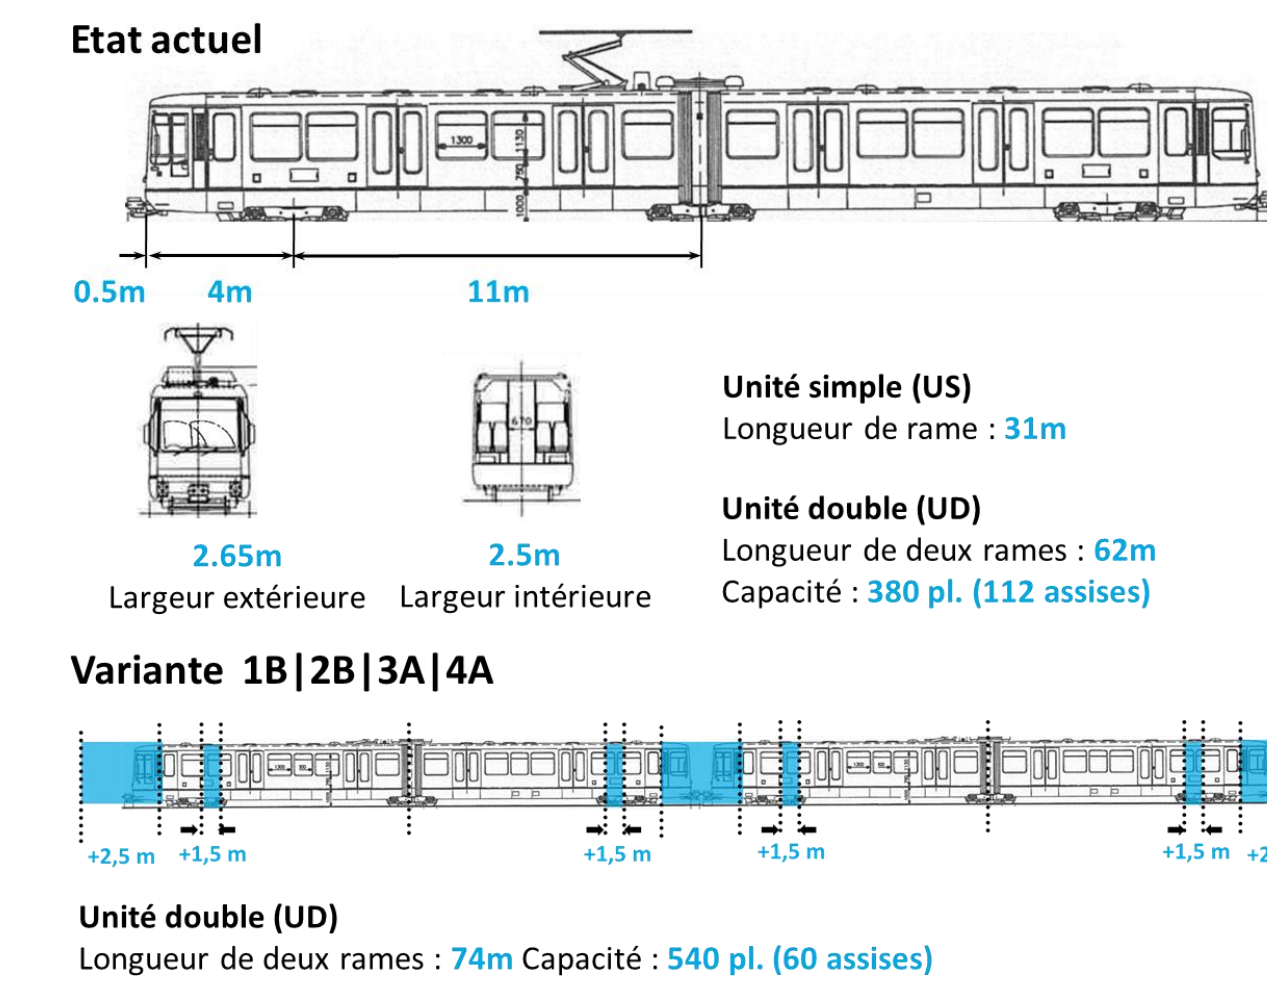 Etat actuel
1300
1130
750
1000
0.5m 4m 11m
670
Unité simple (US)
Longueur de rame : 31m
Unité double (UD)
Longueur de deux rames : 62m
Capacité : 380 pl. (112 assises)
2.65m 2.5m
Largeur extérieure Largeur intérieure
Variante 1B|2B|3A|4A
+2,5 m +1,5 m +1,5 m +1,5 m +1,5 m +2
Unité double (UD)
Longueur de deux rames : 74m Capacité : 540 pl. (60 assises)